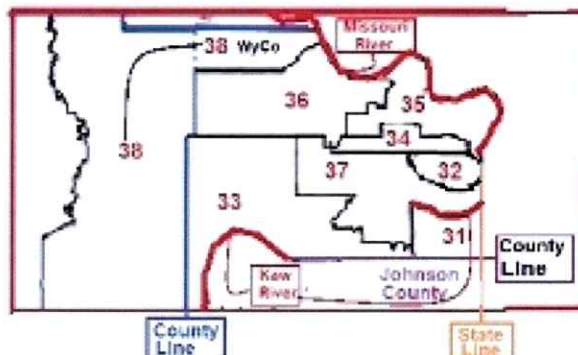 Missouri
River
38 WyCo
36
35
34
38
37
32
33
31
County
Line
Kaw
River
Johnson
County
County
Line
State
Line